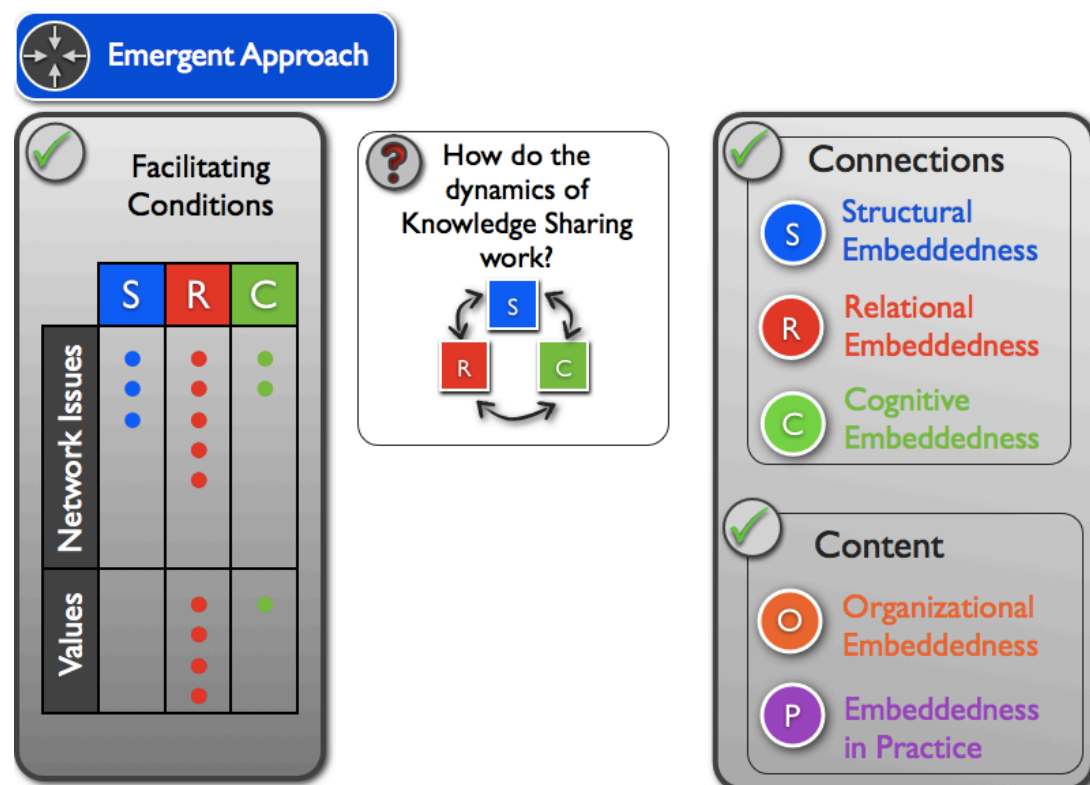 Emergent Approach
Facilitating
Conditions
S R C
Network Issues
Values
?
How do the
dynamics of
Knowledge Sharing
work?
S
R C
Connections
S
Structural
Embeddedness
R
Relational
Embeddedness
C
Cognitive
Embeddedness
Content
O
Organizational
Embeddedness
P
Embeddedness
in Practice